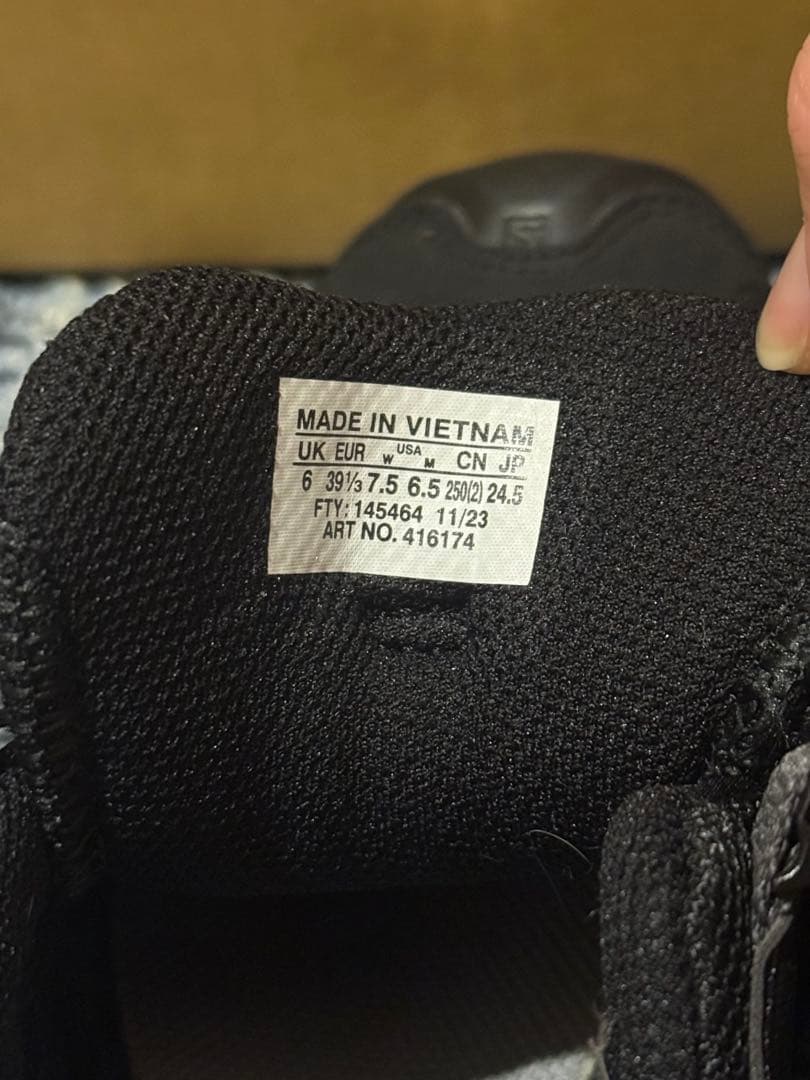 MADE IN VIETNAM
UK EUR W USA M CN JP
6 39⅓ 7.5 6.5 250(2) 24.5
FTY: 145464 11/23
ART NO. 416174